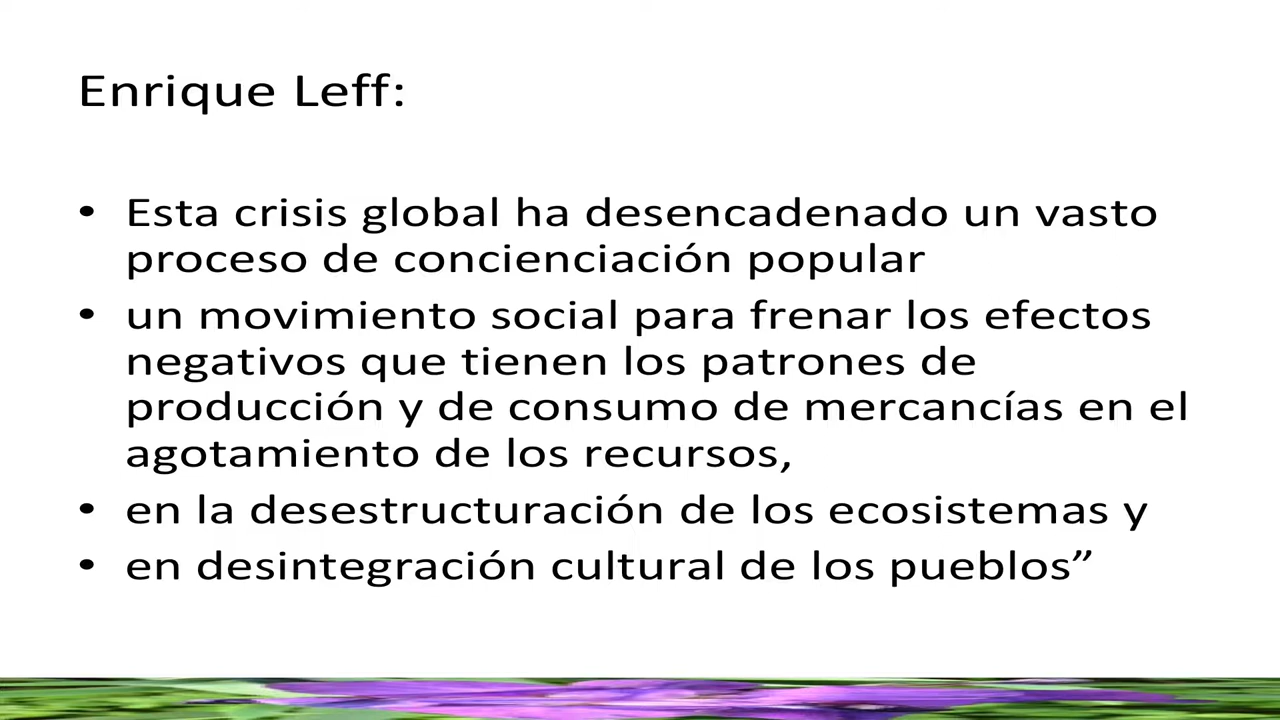 Enrique Leff:
• Esta crisis global ha desencadenado un vasto
proceso de concienciación popular
• un movimiento social para frenar los efectos
negativos que tienen los patrones de
producción y de consumo de mercancías en el
agotamiento de los recursos,
• en la desestructuración de los ecosistemas y
• en desintegración cultural de los pueblos”